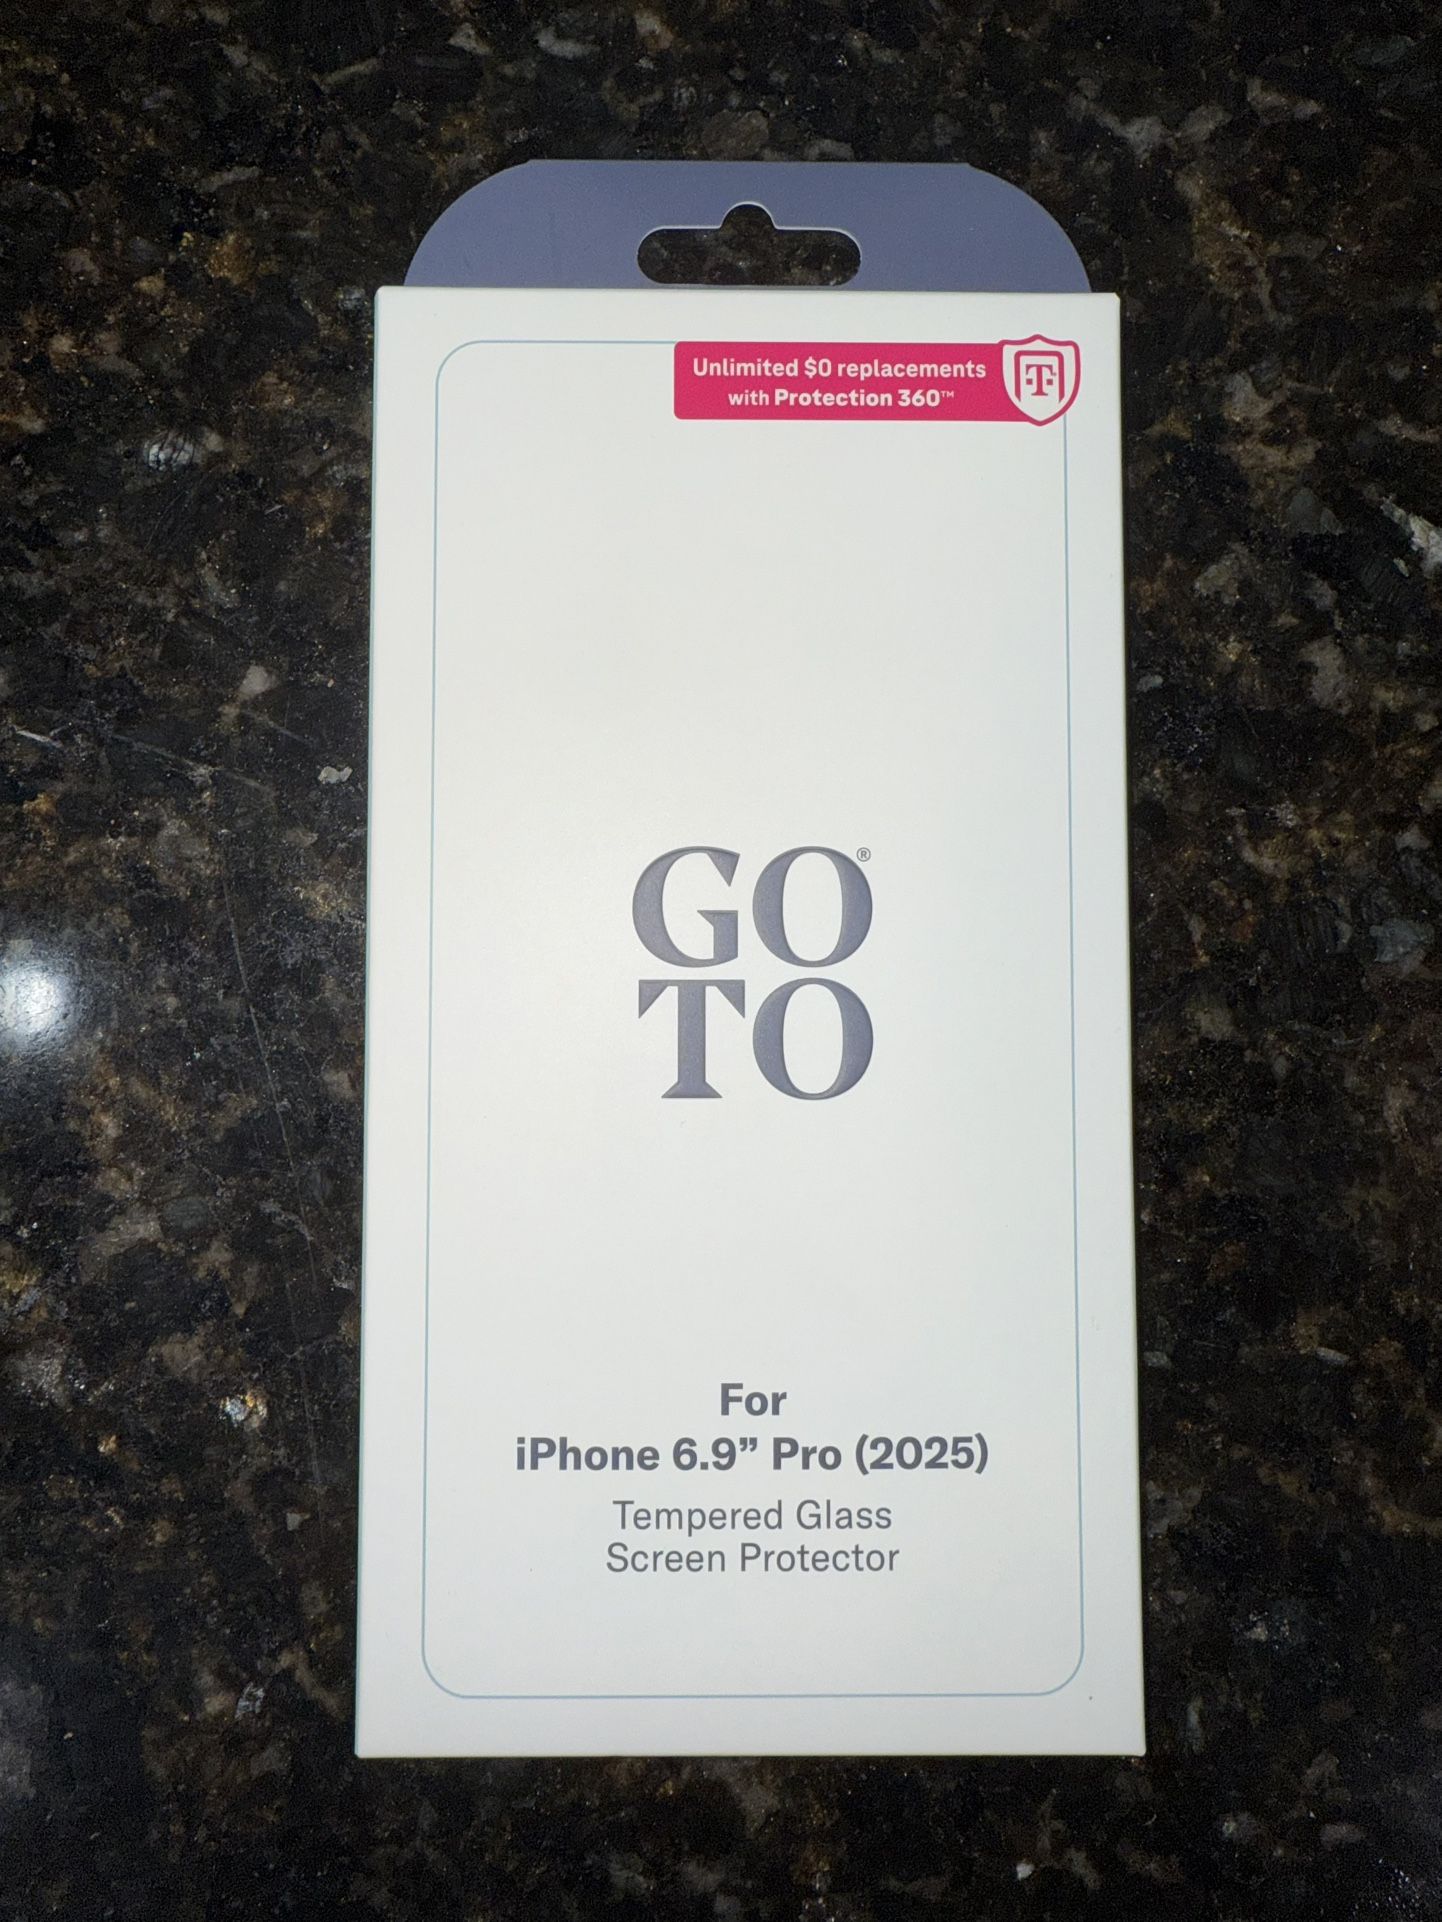 Unlimited $0 replacements
with Protection 360™
T
GO®
TO
For
iPhone 6.9” Pro (2025)
Tempered Glass
Screen Protector